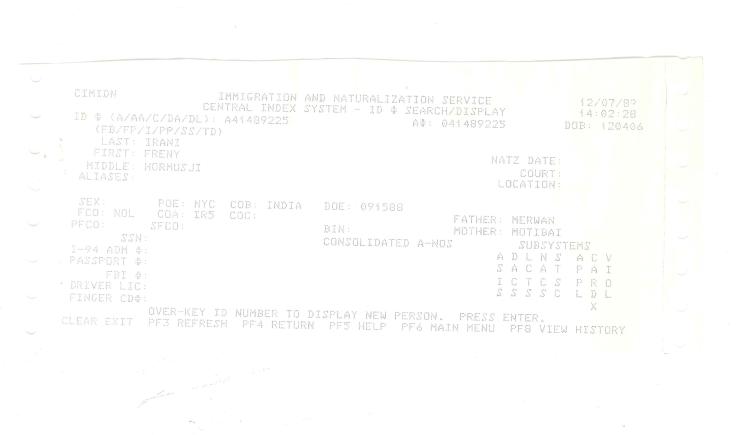 CIMIDN IMMIGRATION AND NATURALIZATION SERVICE 12/07/89
CENTRAL INDEX SYSTEM - ID # SEARCH/DISPLAY 14:02:28
ID # (A/AA/C/DA/DL): A41489225 A#: 041489225 DOB: 120406
(FB/FP/I/PP/SS/TD)
LAST: IRANI
FIRST: FRENY NATZ DATE:
MIDDLE: HORMUSJI COURT:
ALIASES: LOCATION:
SEX: POE: NYC COB: INDIA DOE: 091588
FCO: NOL COA: IR5 COC: FATHER: MERWAN
PFCO: SFCO: BIN: MOTHER: MOTIBAI
SSN: CONSOLIDATED A-NOS SUBSYSTEMS
I-94 ADM #: A D L N S A C V
PASSPORT #: S A C A T P A I
FBI #: I C T C S P R O
DRIVER LIC: S S S S C L D L
FINGER CD#: X
OVER-KEY ID NUMBER TO DISPLAY NEW PERSON. PRESS ENTER.
CLEAR EXIT PF3 REFRESH PF4 RETURN PF5 HELP PF6 MAIN MENU PF8 VIEW HISTORY